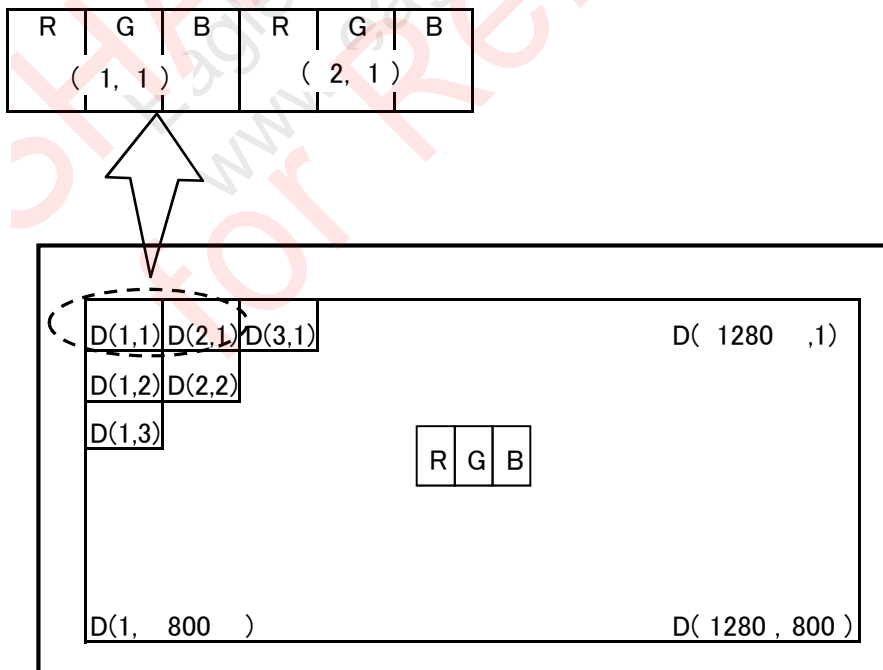 R G B R G B
( 1, 1 ) ( 2, 1 )
D(1,1) D(2,1) D(3,1) D( 1280 ,1)
D(1,2) D(2,2)
D(1,3)
R G B
D(1, 800 ) D( 1280 , 800 )
for